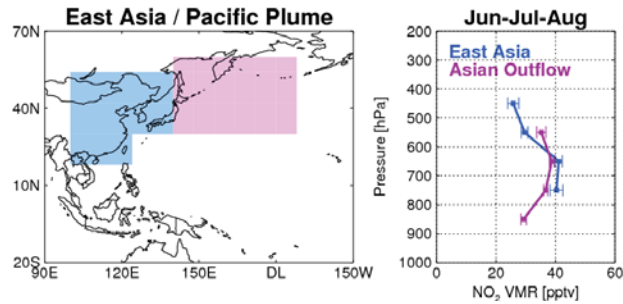 East Asia / Pacific Plume
70N
40N
10N
20S
90E 120E 150E DL 150W
Jun-Jul-Aug
East Asia
Asian Outflow
Pressure [hPa]
200
300
400
500
600
700
800
900
1000
0 20 40 60
NO₂ VMR [pptv]